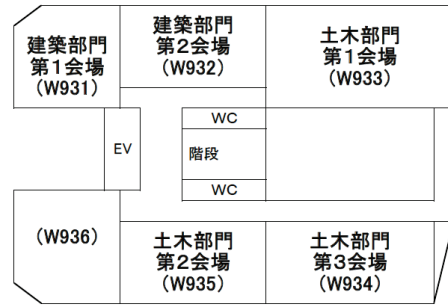 建築部門
第1会場
(W931)
建築部門
第2会場
(W932)
土木部門
第1会場
(W933)
WC
EV
階段
WC
(W936)
土木部門
第2会場
(W935)
土木部門
第3会場
(W934)